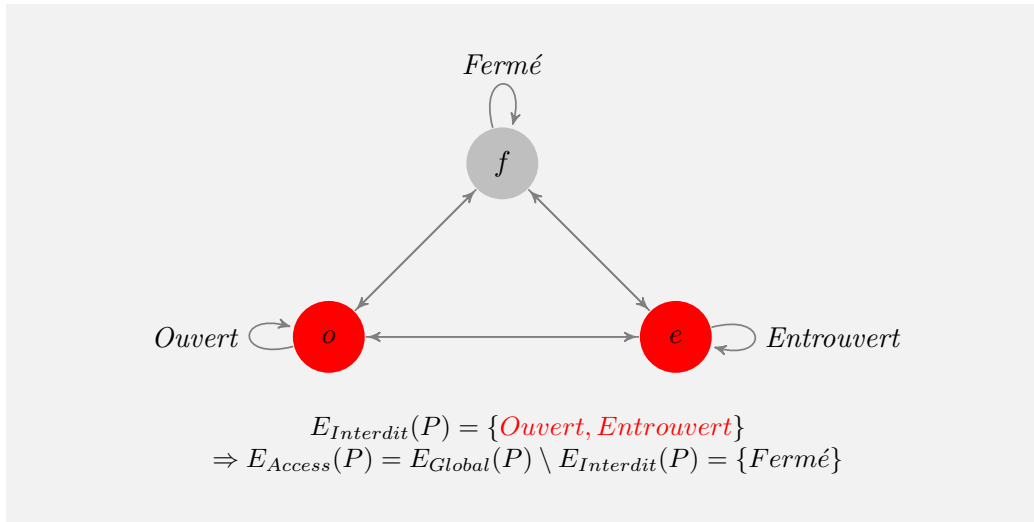 Fermé
f
Ouvert
o
e
Entrouvert
E_{Interdit}(P) = {Ouvert, Entrouvert}
⇒ E_{Access}(P) = E_{Global}(P) \ E_{Interdit}(P) = {Fermé}